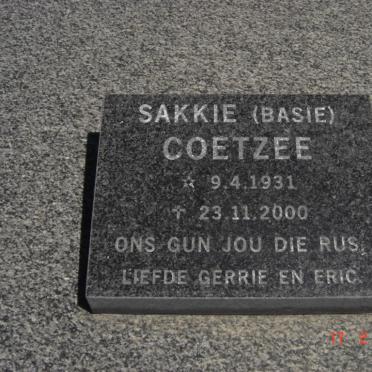 SAKKIE (BASIE)
COETZEE
☆ 9.4.1931
✝ 23.11.2000
ONS GUN JOU DIE RUS.
LIEFDE GERRIE EN ERIC.